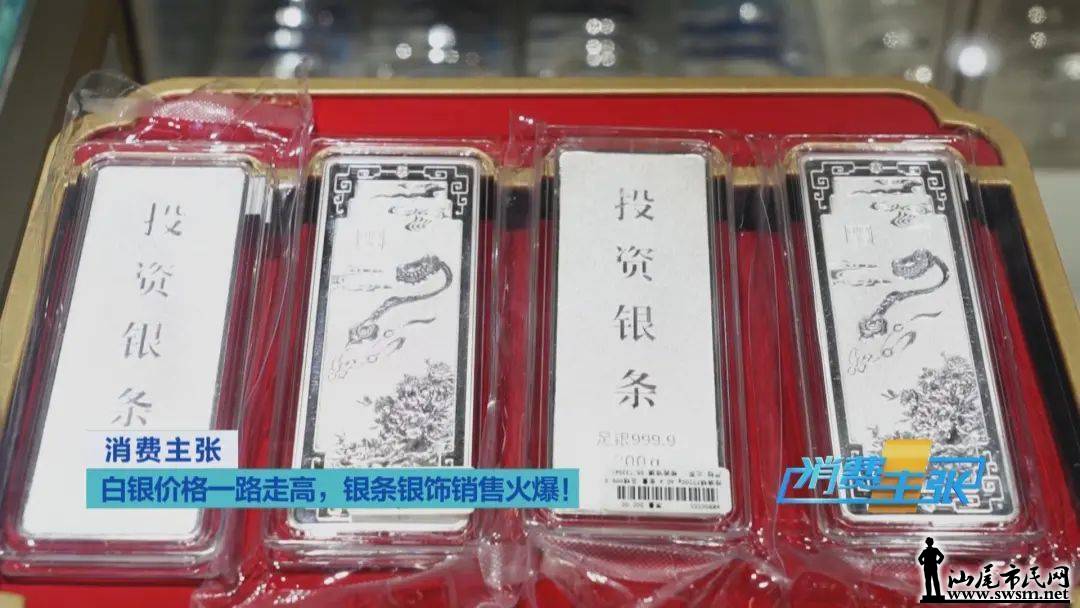 投资银条
投资银条
足银999.9
200g
消费主张
白银价格一路走高，银条银饰销售火爆！
消费主张
汕尾市民网
www.swsm.net